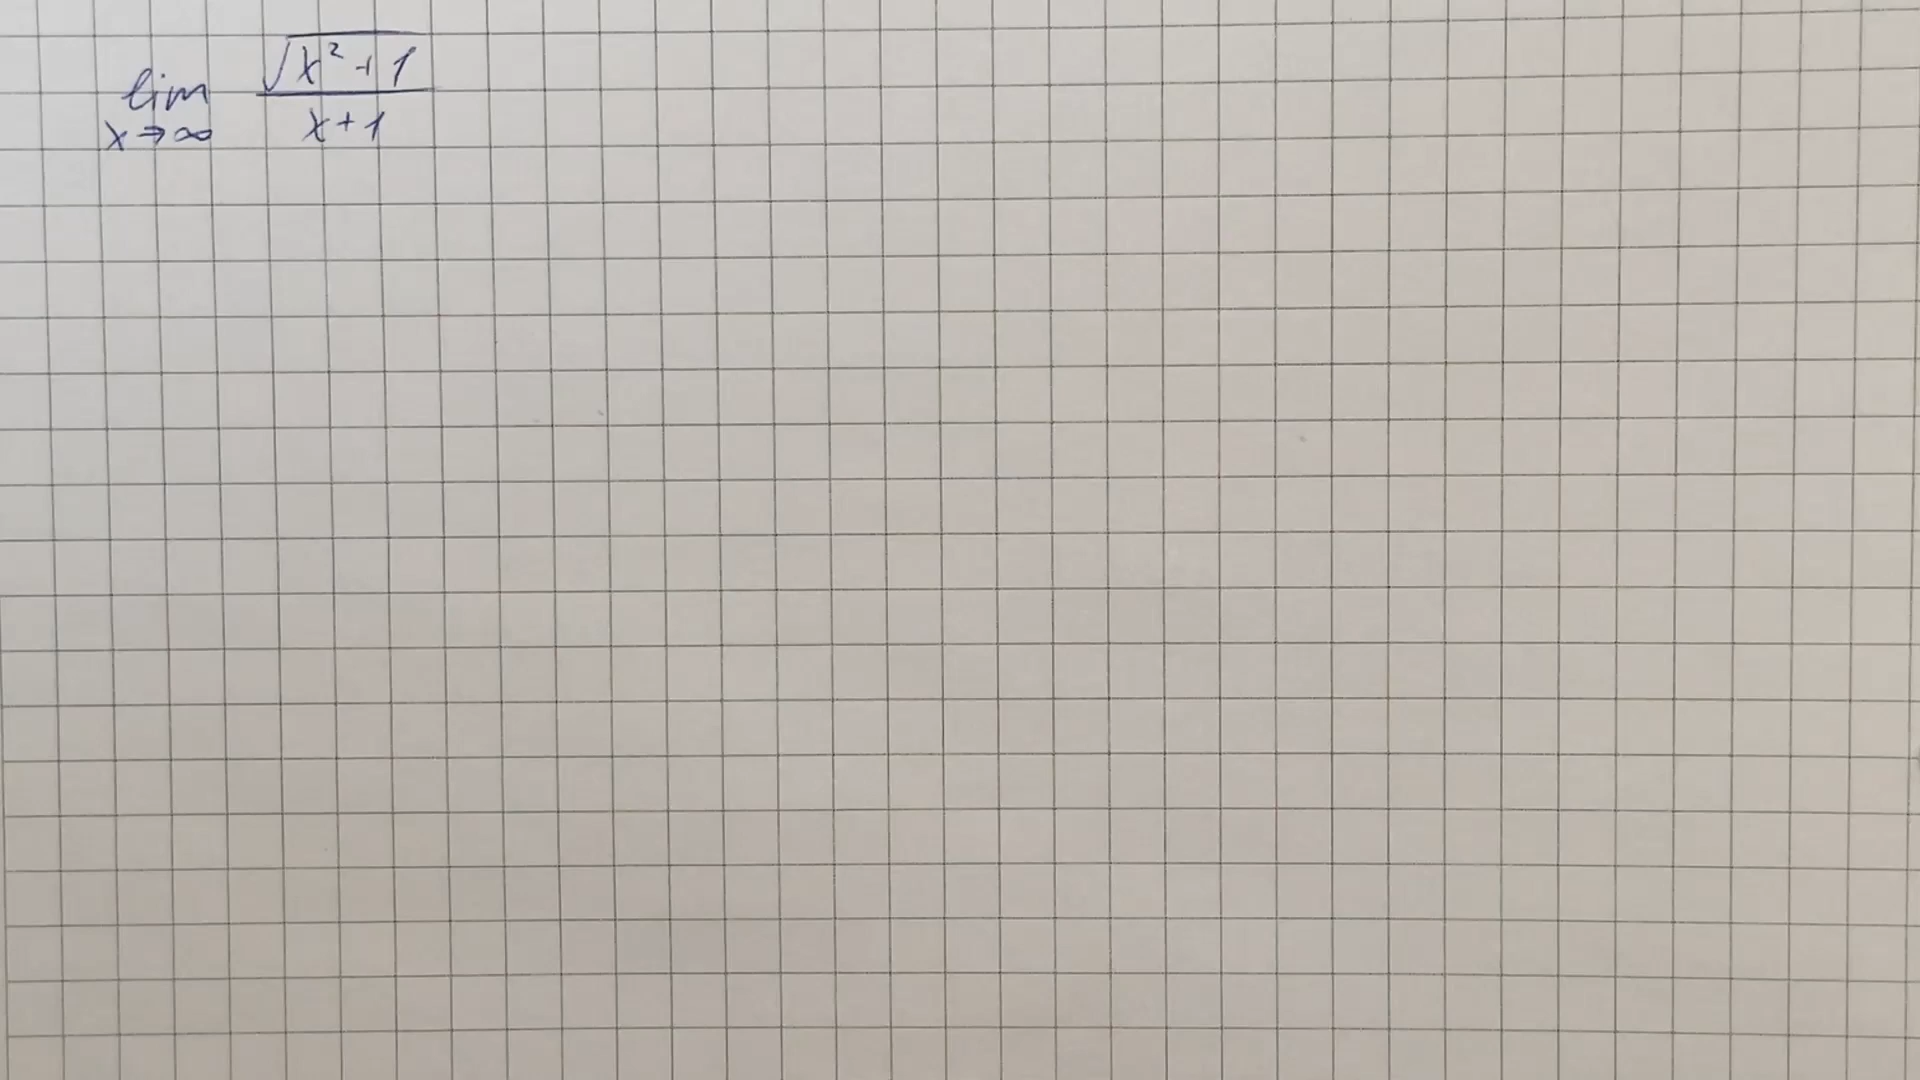 lim √(x²+1) / (x+1)
x→∞